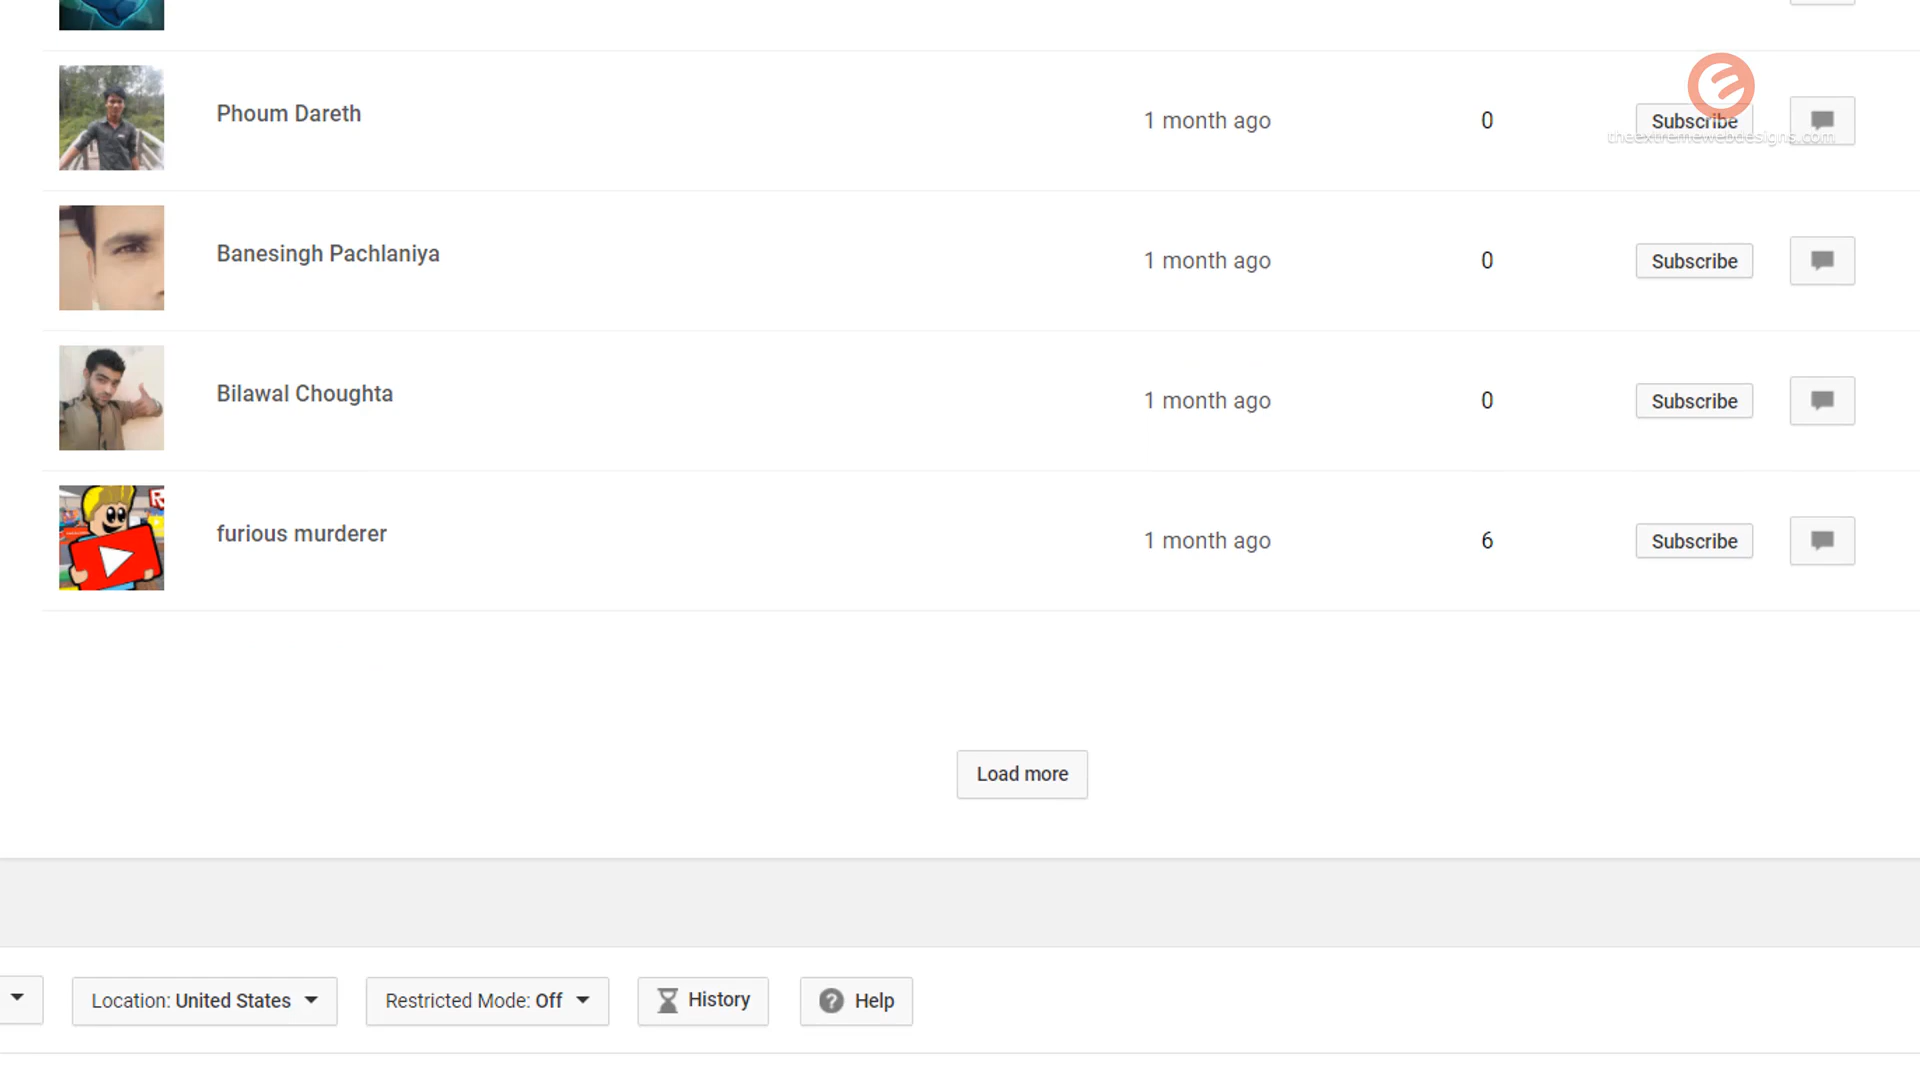 Phoum Dareth 1 month ago 0 Subscribe
theextremewebdesigns.com
Banesingh Pachlaniya 1 month ago 0 Subscribe
Bilawal Choughta 1 month ago 0 Subscribe
furious murderer 1 month ago 6 Subscribe
Load more
Location: United States Restricted Mode: Off History Help